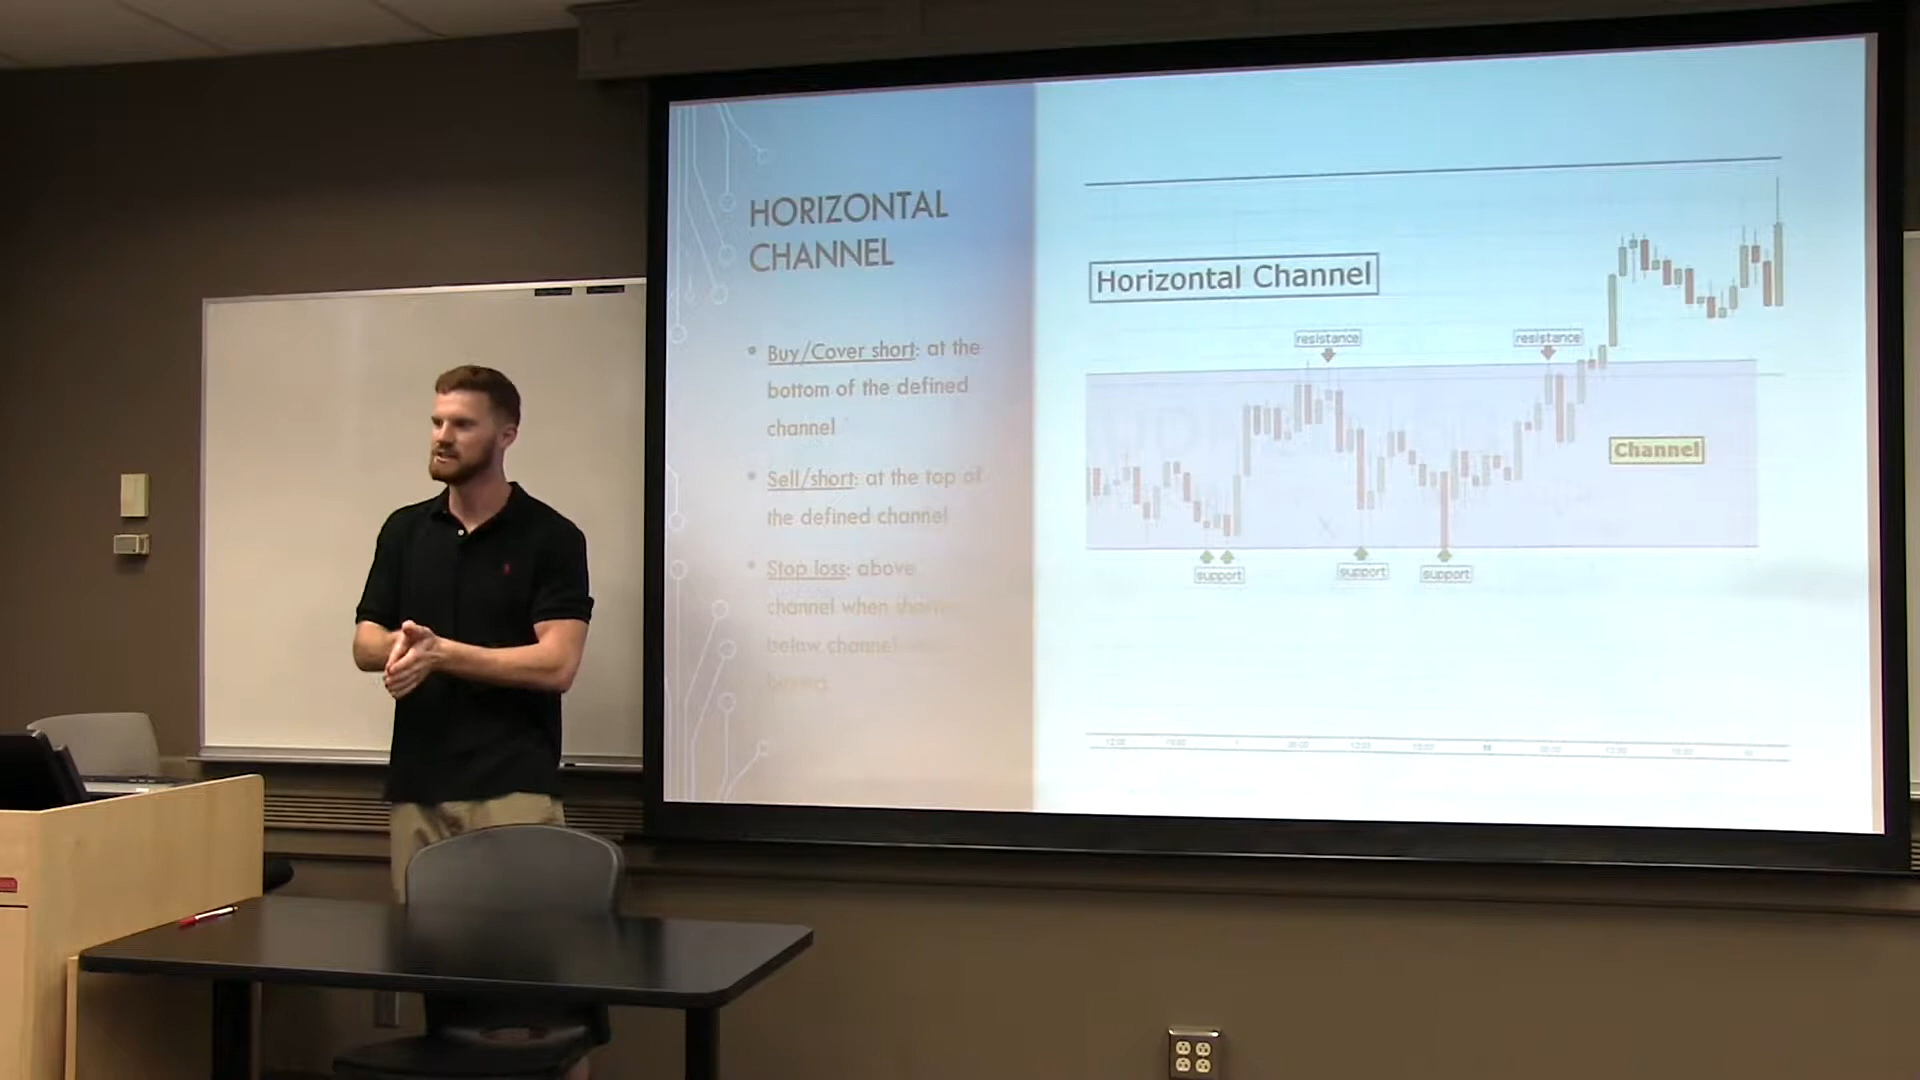 HORIZONTAL
CHANNEL
• Buy/Cover short: at the
bottom of the defined
channel
• Sell/short: at the top of
the defined channel
• Stop loss: above
channel when
below channel
Horizontal Channel
resistance
resistance
Channel
support
support
support